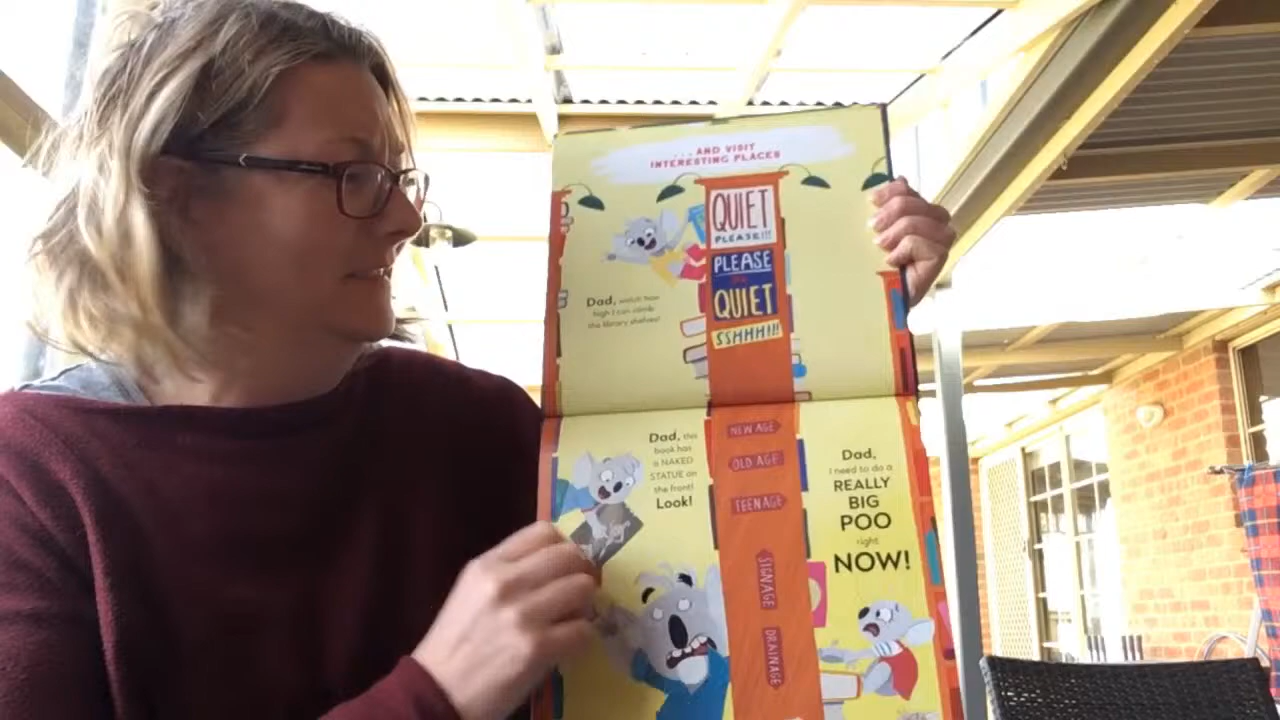 ...AND VISIT
INTERESTING PLACES
QUIET
PLEASE!!!
PLEASE
QUIET
SSHHH!!!
Dad, watch how
high I can climb
the library shelves!
Dad, this
book has
a NAKED
STATUE on
the front!
Look!
NEW AGE
OLD AGE
TEENAGE
SIGNAGE
DRAINAGE
Dad,
I need to do a
REALLY
BIG
POO
right
NOW!